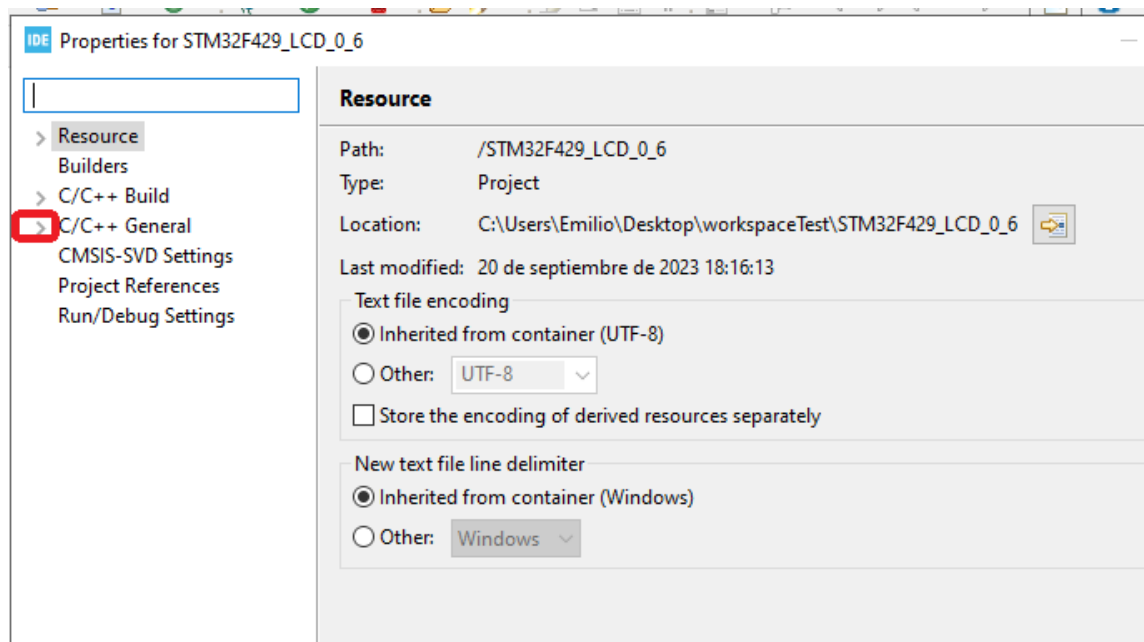 IDE Properties for STM32F429_LCD_0_6
Resource
Builders
C/C++ Build
C/C++ General
CMSIS-SVD Settings
Project References
Run/Debug Settings
Resource
Path: /STM32F429_LCD_0_6
Type: Project
Location: C:\Users\Emilio\Desktop\workspaceTest\STM32F429_LCD_0_6
Last modified: 20 de septiembre de 2023 18:16:13
Text file encoding
Inherited from container (UTF-8)
Other: UTF-8
Store the encoding of derived resources separately
New text file line delimiter
Inherited from container (Windows)
Other: Windows